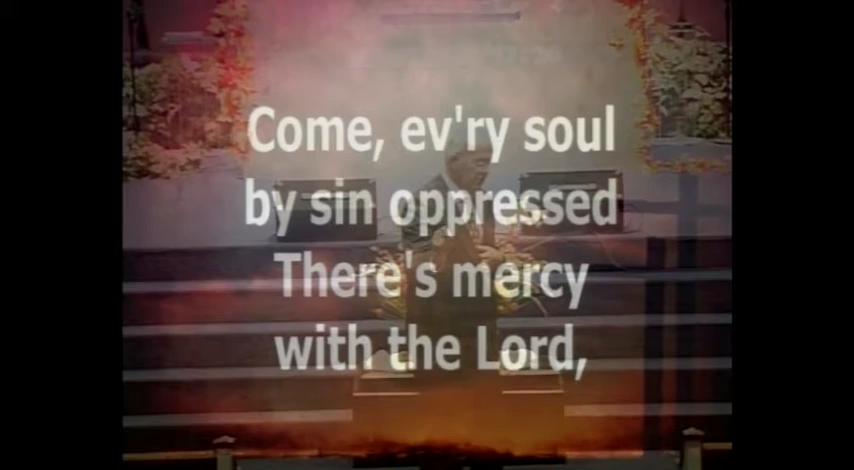 Come, ev'ry soul
by sin oppressed
There's mercy
with the Lord,